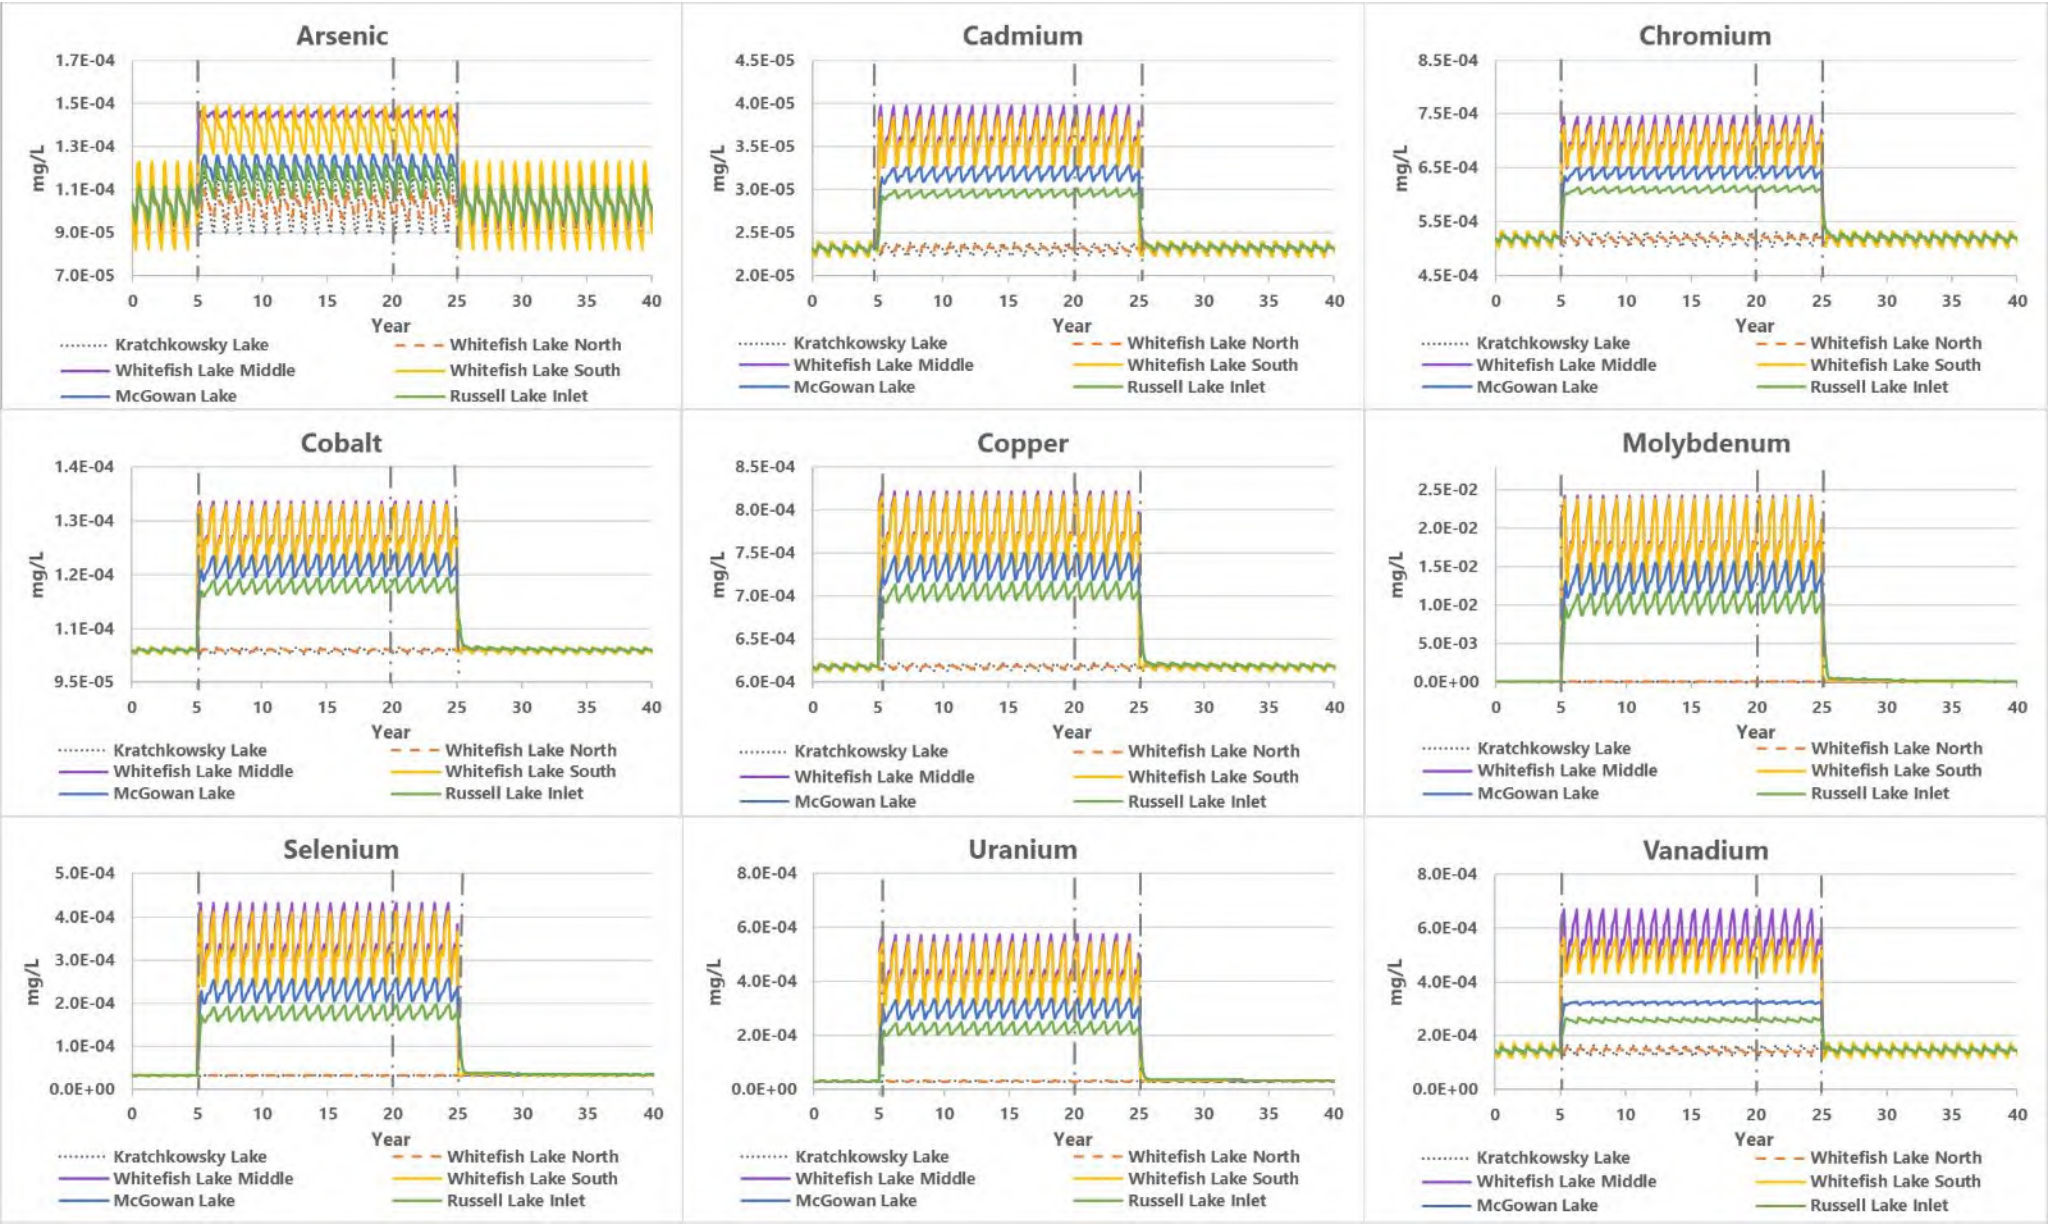 Arsenic
1.7E-04
1.5E-04
1.3E-04
1.1E-04
9.0E-05
7.0E-05
mg/L
0 5 10 15 20 25 30 35 40
Year
Kratchkowsky Lake Whitefish Lake North
Whitefish Lake Middle Whitefish Lake South
McGowan Lake Russell Lake Inlet
Cadmium
4.5E-05
4.0E-05
3.5E-05
3.0E-05
2.5E-05
2.0E-05
mg/L
0 5 10 15 20 25 30 35 40
Year
Kratchkowsky Lake Whitefish Lake North
Whitefish Lake Middle Whitefish Lake South
McGowan Lake Russell Lake Inlet
Chromium
8.5E-04
7.5E-04
6.5E-04
5.5E-04
4.5E-04
mg/L
0 5 10 15 20 25 30 35 40
Year
Kratchkowsky Lake Whitefish Lake North
Whitefish Lake Middle Whitefish Lake South
McGowan Lake Russell Lake Inlet
Cobalt
1.4E-04
1.3E-04
1.2E-04
1.1E-04
9.5E-05
mg/L
0 5 10 15 20 25 30 35 40
Year
Kratchkowsky Lake Whitefish Lake North
Whitefish Lake Middle Whitefish Lake South
McGowan Lake Russell Lake Inlet
Copper
8.5E-04
8.0E-04
7.5E-04
7.0E-04
6.5E-04
6.0E-04
mg/L
0 5 10 15 20 25 30 35 40
Year
Kratchkowsky Lake Whitefish Lake North
Whitefish Lake Middle Whitefish Lake South
McGowan Lake Russell Lake Inlet
Molybdenum
2.5E-02
2.0E-02
1.5E-02
1.0E-02
5.0E-03
0.0E+00
mg/L
0 5 10 15 20 25 30 35 40
Year
Kratchkowsky Lake Whitefish Lake North
Whitefish Lake Middle Whitefish Lake South
McGowan Lake Russell Lake Inlet
Selenium
5.0E-04
4.0E-04
3.0E-04
2.0E-04
1.0E-04
0.0E+00
mg/L
0 5 10 15 20 25 30 35 40
Year
Kratchkowsky Lake Whitefish Lake North
Whitefish Lake Middle Whitefish Lake South
McGowan Lake Russell Lake Inlet
Uranium
8.0E-04
6.0E-04
4.0E-04
2.0E-04
0.0E+00
mg/L
0 5 10 15 20 25 30 35 40
Year
Kratchkowsky Lake Whitefish Lake North
Whitefish Lake Middle Whitefish Lake South
McGowan Lake Russell Lake Inlet
Vanadium
8.0E-04
6.0E-04
4.0E-04
2.0E-04
0.0E+00
mg/L
0 5 10 15 20 25 30 35 40
Year
Kratchkowsky Lake Whitefish Lake North
Whitefish Lake Middle Whitefish Lake South
McGowan Lake Russell Lake Inlet